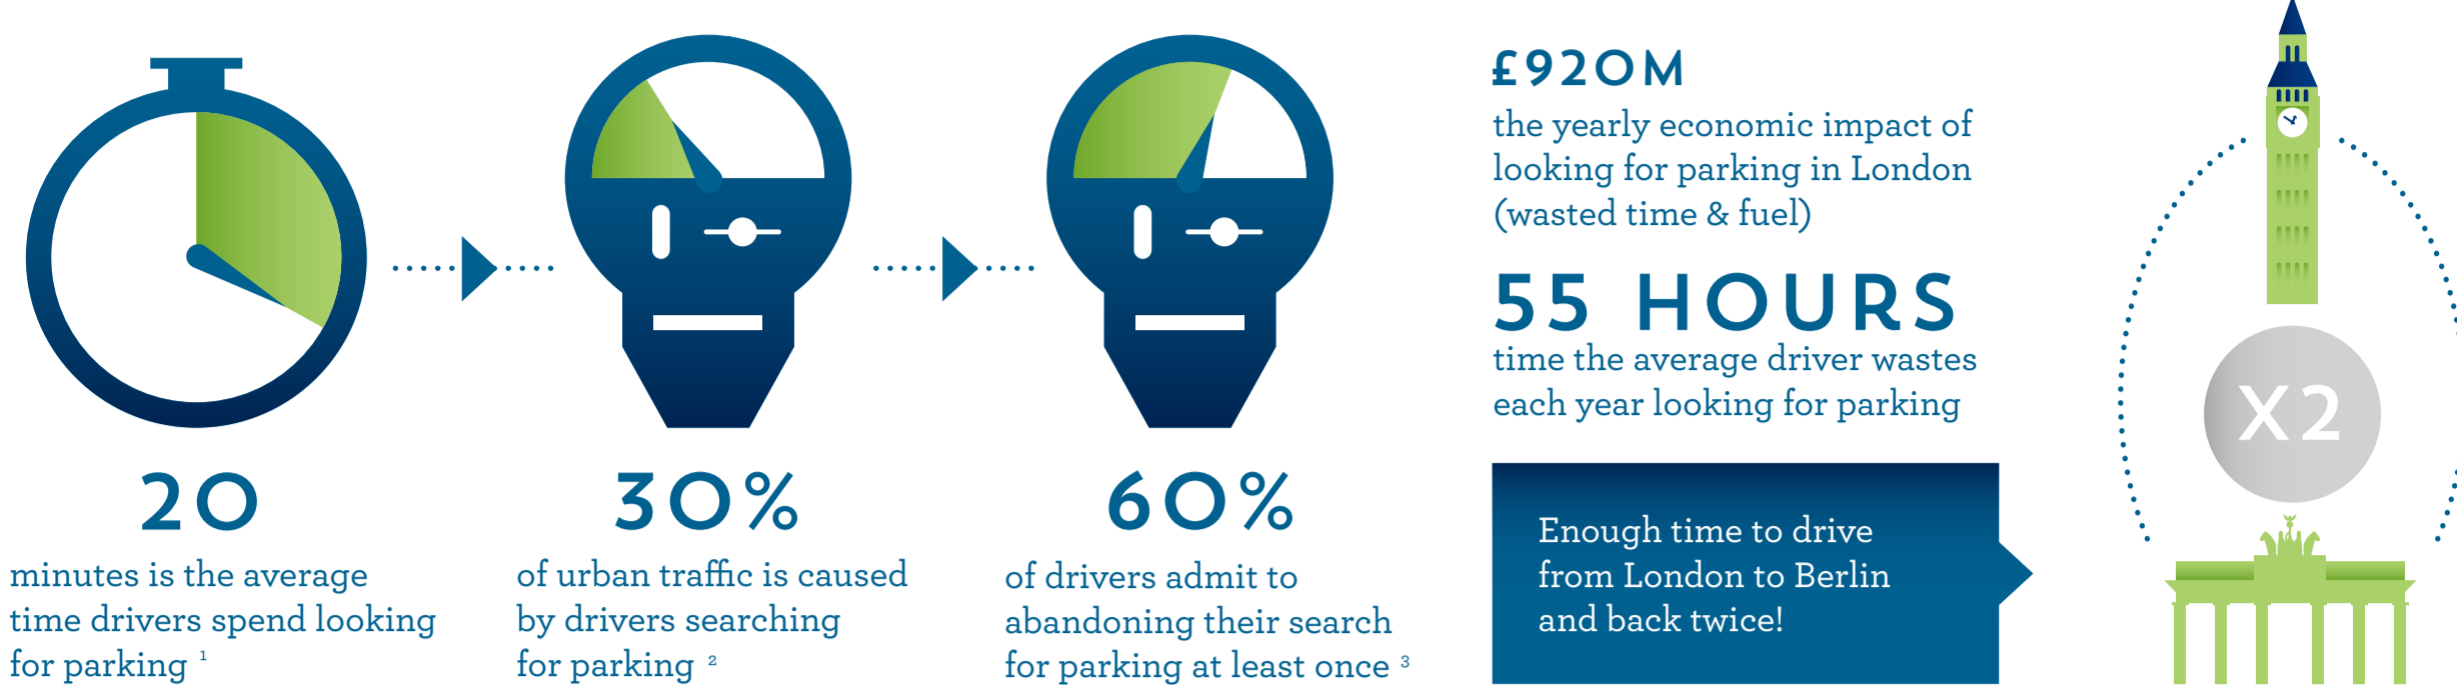 20
minutes is the average
time drivers spend looking
for parking 1
30%
of urban traffic is caused
by drivers searching
for parking 2
60%
of drivers admit to
abandoning their search
for parking at least once 3
£920M
the yearly economic impact of
looking for parking in London
(wasted time & fuel)
55 HOURS
time the average driver wastes
each year looking for parking
Enough time to drive
from London to Berlin
and back twice!
X2